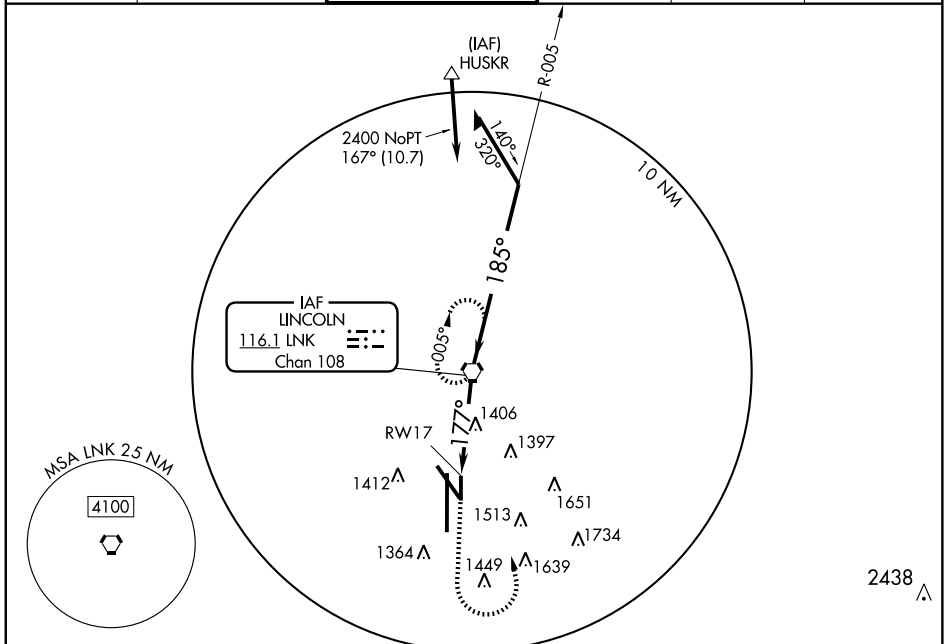 (IAF)
HUSKR
R-005
2400 NoPT
167° (10.7)
140°
320°
10 NM
185°
IAF
LINCOLN
116.1 LNK
Chan 108
005°
177°
1406
RW17
1397
MSA LNK 25 NM
1412
1651
4100
1513
1734
1364
1449
1639
2438